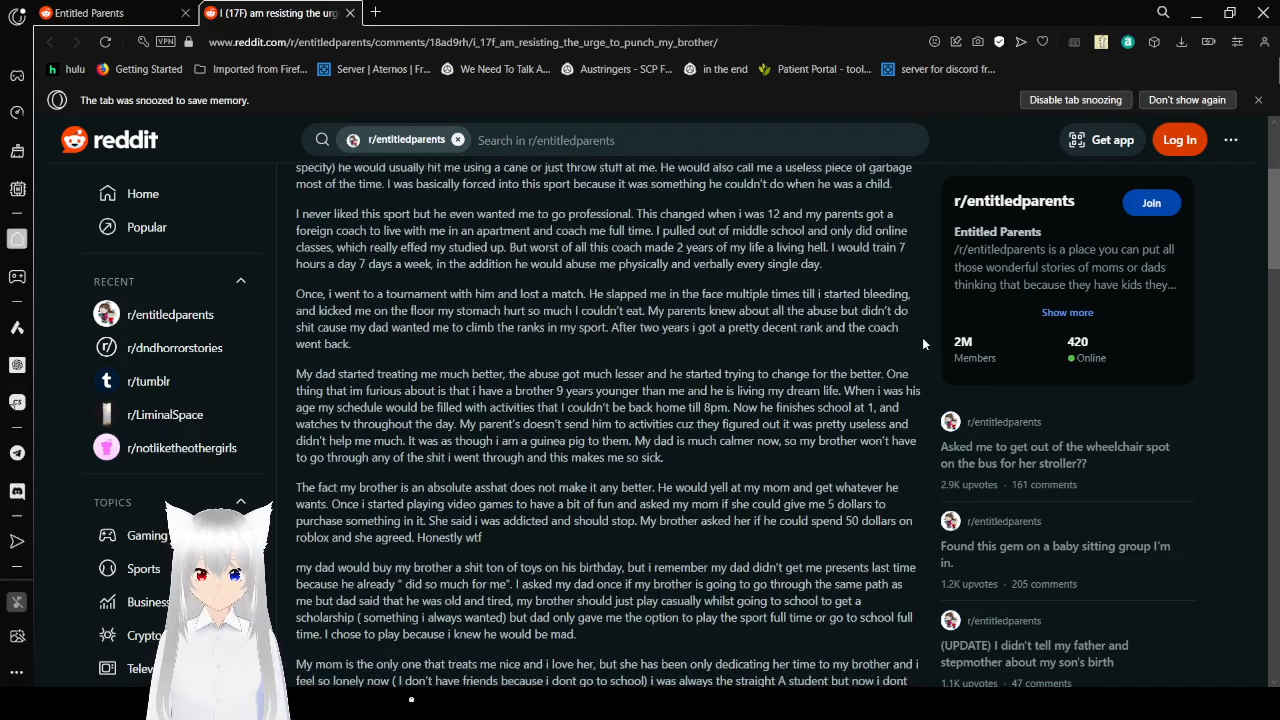 Entitled Parents
I (17F) am resisting the urge
www.reddit.com/r/entitledparents/comments/18ad9rh/i_17f_am_resisting_the_urge_to_punch_my_brother/
VPN
hulu
Getting Started
Imported from Firef...
Server | Aternos | Fr...
We Need To Talk A...
Austringers - SCP F...
in the end
Patient Portal - tool...
server for discord fr...
The tab was snoozed to save memory.
Disable tab snoozing
Don't show again
reddit
r/entitledparents
Search in r/entitledparents
Get app
Log In
Home
Popular
RECENT
r/entitledparents
r/dndhorrorstories
r/tumblr
r/LiminalSpace
r/notliketheothergirls
TOPICS
Gaming
Sports
Business
Crypto
Telev
specify) he would usually hit me using a cane or just throw stuff at me. He would also call me a useless piece of garbage
most of the time. I was basically forced into this sport because it was something he couldn't do when he was a child.
I never liked this sport but he even wanted me to go professional. This changed when i was 12 and my parents got a
foreign coach to live with me in an apartment and coach me full time. I pulled out of middle school and only did online
classes, which really effed my studied up. But worst of all this coach made 2 years of my life a living hell. I would train 7
hours a day 7 days a week, in the addition he would abuse me physically and verbally every single day.
Once, i went to a tournament with him and lost a match. He slapped me in the face multiple times till i started bleeding,
and kicked me on the floor my stomach hurt so much I couldn't eat. My parents knew about all the abuse but didn't do
shit cause my dad wanted me to climb the ranks in my sport. After two years i got a pretty decent rank and the coach
went back.
My dad started treating me much better, the abuse got much lesser and he started trying to change for the better. One
thing that im furious about is that i have a brother 9 years younger than me and he is living my dream life. When i was his
age my schedule would be filled with activities that I couldn't be back home till 8pm. Now he finishes school at 1, and
watches tv throughout the day. My parent's doesn't send him to activities cuz they figured out it was pretty useless and
didn't help me much. It was as though i am a guinea pig to them. My dad is much calmer now, so my brother won't have
to go through any of the shit i went through and this makes me so sick.
The fact my brother is an absolute asshat does not make it any better. He would yell at my mom and get whatever he
wants. Once i started playing video games to have a bit of fun and asked my mom if she could give me 5 dollars to
purchase something in it. She said i was addicted and should stop. My brother asked her if he could spend 50 dollars on
roblox and she agreed. Honestly wtf
my dad would buy my brother a shit ton of toys on his birthday, but i remember my dad didn't get me presents last time
because he already “ did so much for me“. I asked my dad once if my brother is going to go through the same path as
me but dad said that he was old and tired, my brother should just play casually whilst going to school to get a
scholarship ( something i always wanted) but dad only gave me the option to play the sport full time or go to school full
time. I chose to play because i knew he would be mad.
My mom is the only one that treats me nice and i love her, but she has been only dedicating her time to my brother and i
feel so lonely now ( I don't have friends because i dont go to school) i was always the straight A student but now i dont
r/entitledparents
Join
Entitled Parents
/r/entitledparents is a place you can put all
those wonderful stories of moms or dads
thinking that because they have kids they...
Show more
2M
420
Members
Online
r/entitledparents
Asked me to get out of the wheelchair spot
on the bus for her stroller??
2.9K upvotes · 161 comments
r/entitledparents
Found this gem on a baby sitting group I'm
in.
1.2K upvotes · 205 comments
r/entitledparents
(UPDATE) I didn't tell my father and
stepmother about my son's birth
1.1K upvotes · 47 comments